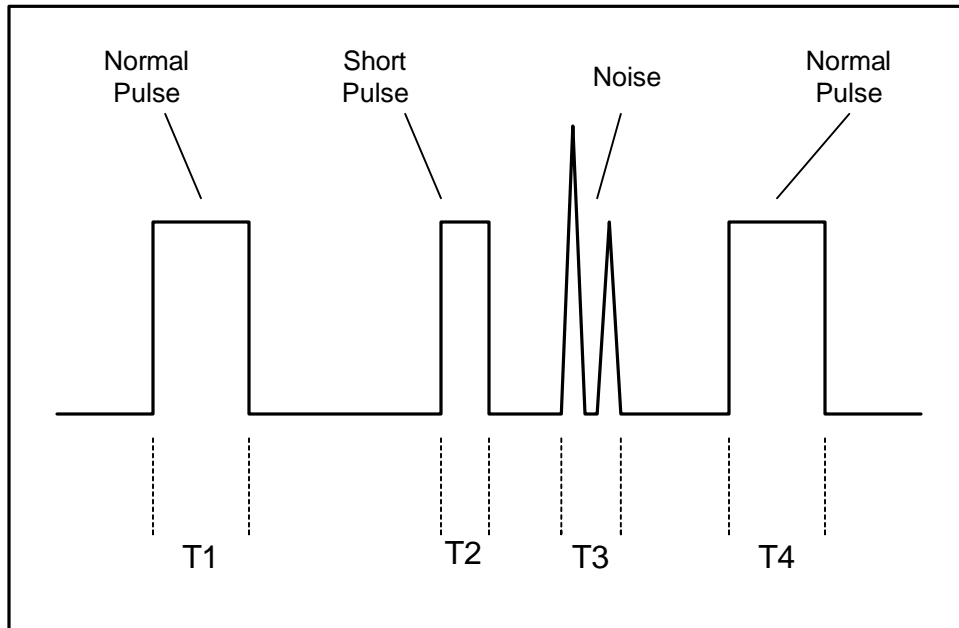 Normal
Pulse
Short
Pulse
Noise
Normal
Pulse
T1
T2
T3
T4